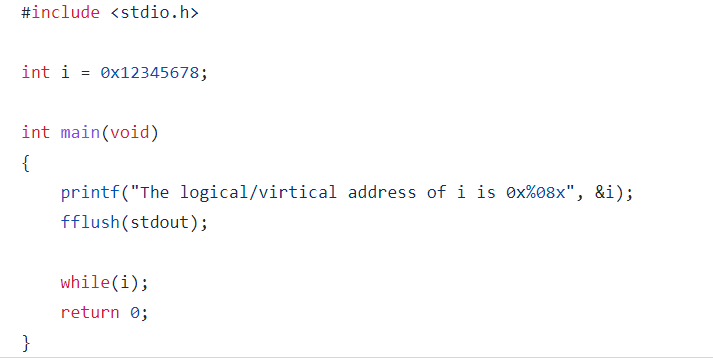 #include <stdio.h>
int i = 0x12345678;
int main(void)
{
    printf("The logical/virtical address of i is 0x%08x", &i);
    fflush(stdout);
    while(i);
    return 0;
}